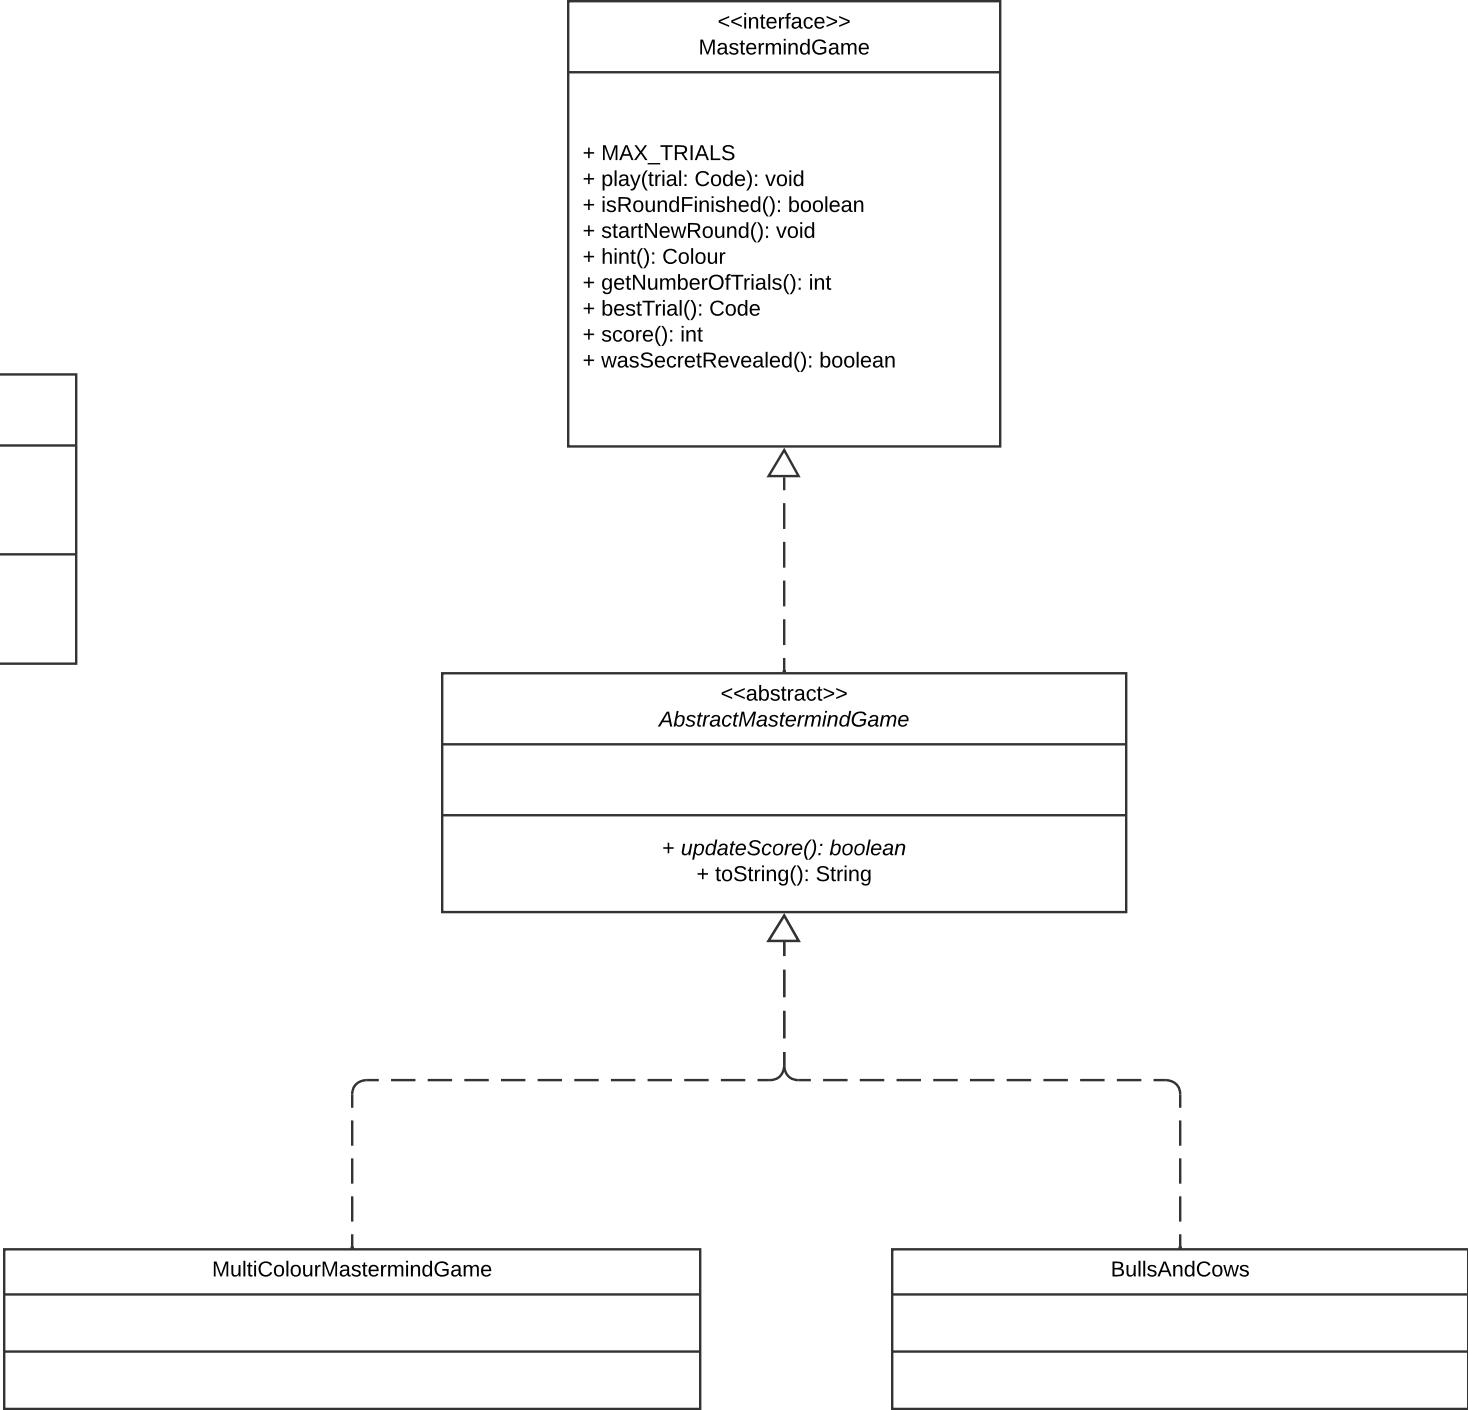 <<interface>>
MastermindGame
+ MAX_TRIALS
+ play(trial: Code): void
+ isRoundFinished(): boolean
+ startNewRound(): void
+ hint(): Colour
+ getNumberOfTrials(): int
+ bestTrial(): Code
+ score(): int
+ wasSecretRevealed(): boolean
<<abstract>>
AbstractMastermindGame
+ updateScore(): boolean
+ toString(): String
MultiColourMastermindGame
BullsAndCows